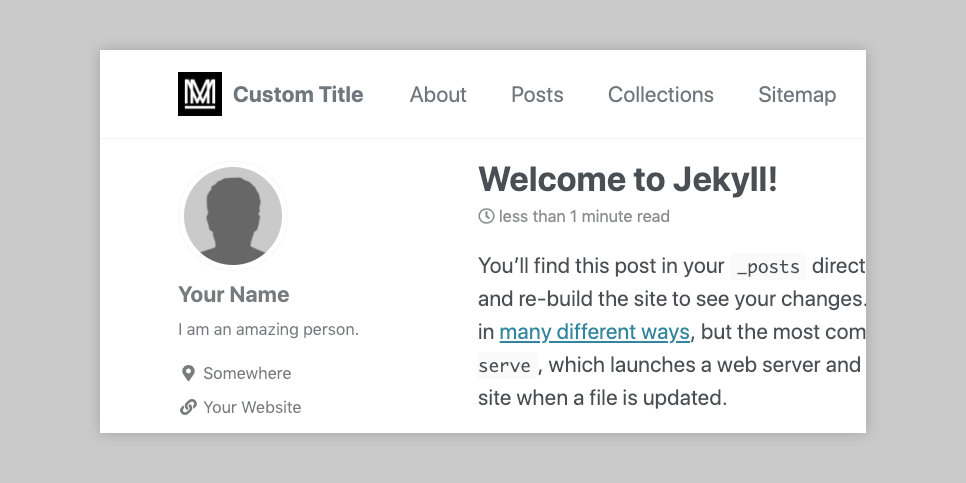 M
Custom Title About Posts Collections Sitemap
Your Name
I am an amazing person.
Somewhere
Your Website
Welcome to Jekyll!
less than 1 minute read
You’ll find this post in your _posts direct
and re-build the site to see your changes.
in many different ways, but the most com
serve , which launches a web server and
site when a file is updated.